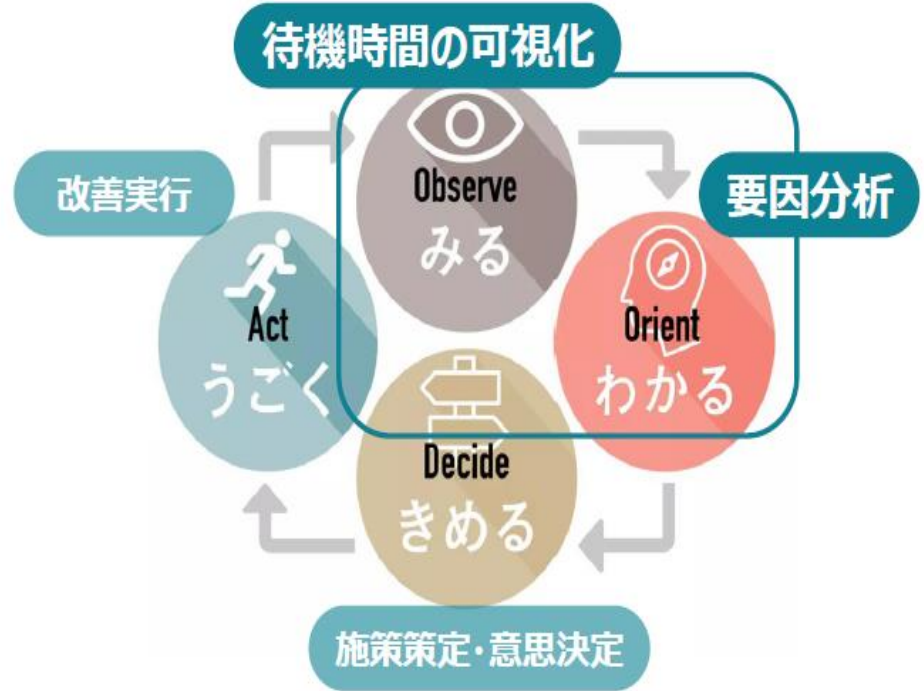 待機時間の可視化
Observe
みる
要因分析
Orient
わかる
Decide
きめる
施策策定・意思決定
改善実行
Act
うごく